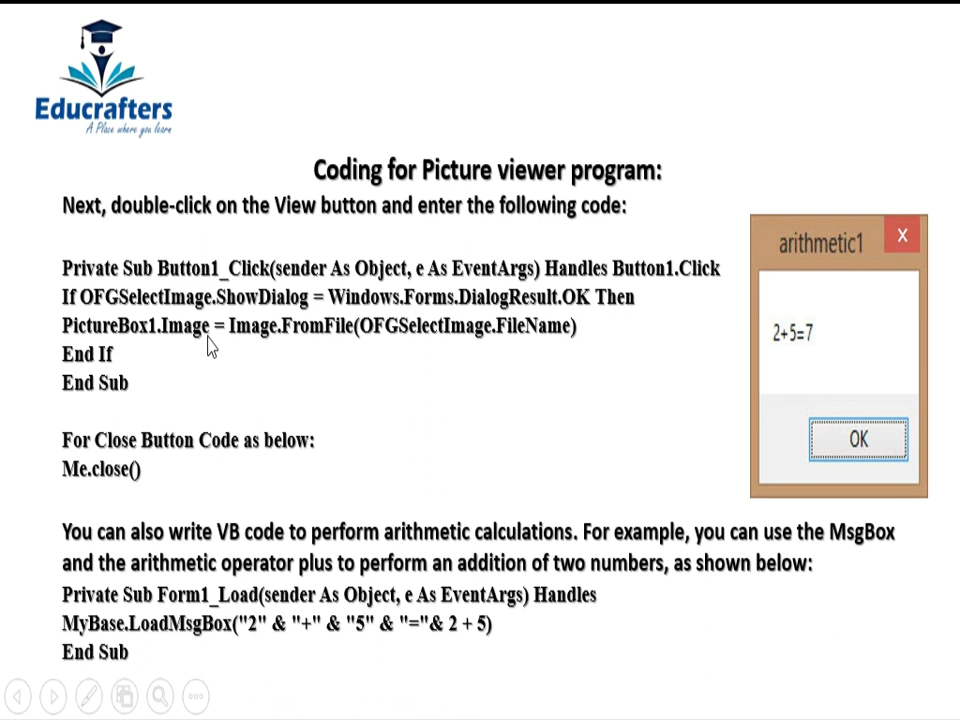 Educrafters
A Place where you learn
Coding for Picture viewer program:
Next, double-click on the View button and enter the following code:
Private Sub Button1_Click(sender As Object, e As EventArgs) Handles Button1.Click
If OFGSelectImage.ShowDialog = Windows.Forms.DialogResult.OK Then
PictureBox1.Image = Image.FromFile(OFGSelectImage.FileName)
End If
End Sub
For Close Button Code as below:
Me.close()
arithmetic1
X
2+5=7
OK
You can also write VB code to perform arithmetic calculations. For example, you can use the MsgBox
and the arithmetic operator plus to perform an addition of two numbers, as shown below:
Private Sub Form1_Load(sender As Object, e As EventArgs) Handles
MyBase.LoadMsgBox("2" & "+" & "5" & "="& 2 + 5)
End Sub